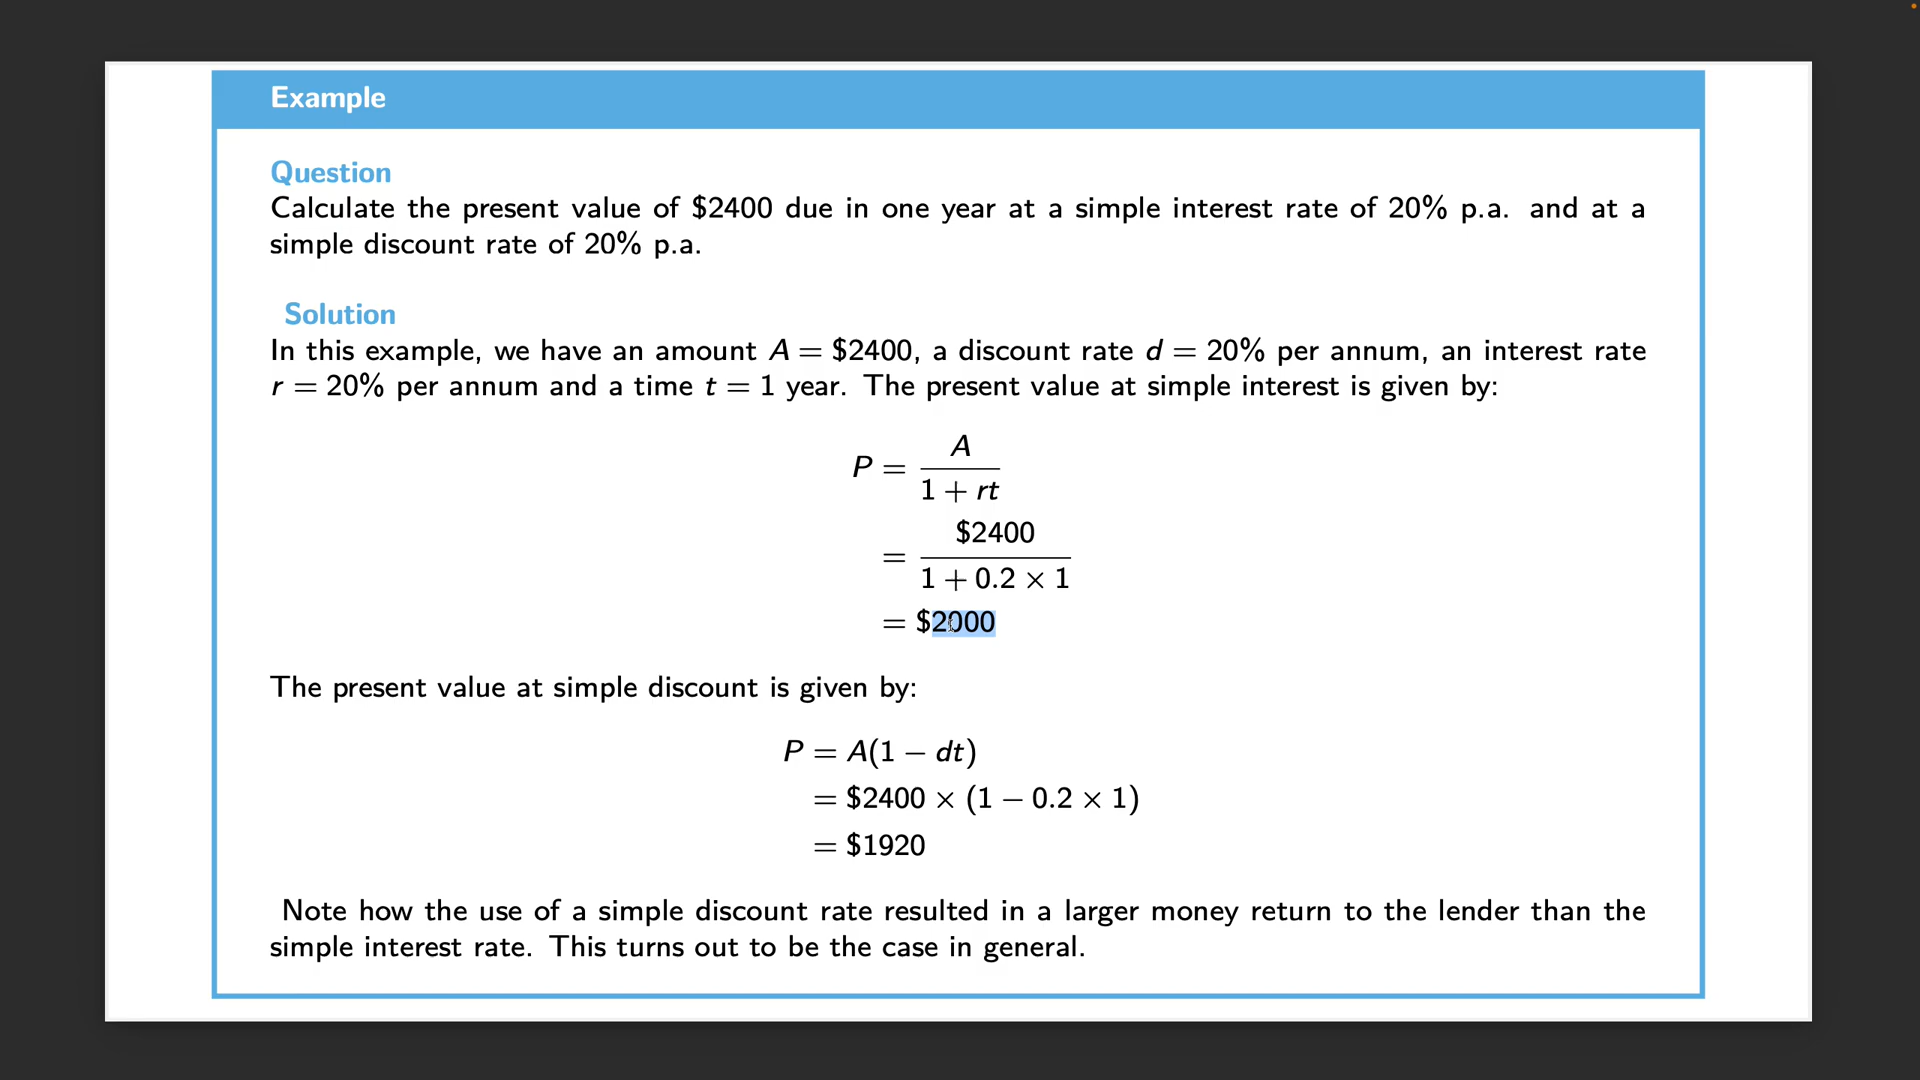 Example
Question
Calculate the present value of $2400 due in one year at a simple interest rate of 20% p.a. and at a
simple discount rate of 20% p.a.
Solution
In this example, we have an amount A = $2400, a discount rate d = 20% per annum, an interest rate
r = 20% per annum and a time t = 1 year. The present value at simple interest is given by:
P = A / (1 + rt)
= $2400 / (1 + 0.2 × 1)
= $2000
The present value at simple discount is given by:
P = A(1 − dt)
= $2400 × (1 − 0.2 × 1)
= $1920
Note how the use of a simple discount rate resulted in a larger money return to the lender than the
simple interest rate. This turns out to be the case in general.